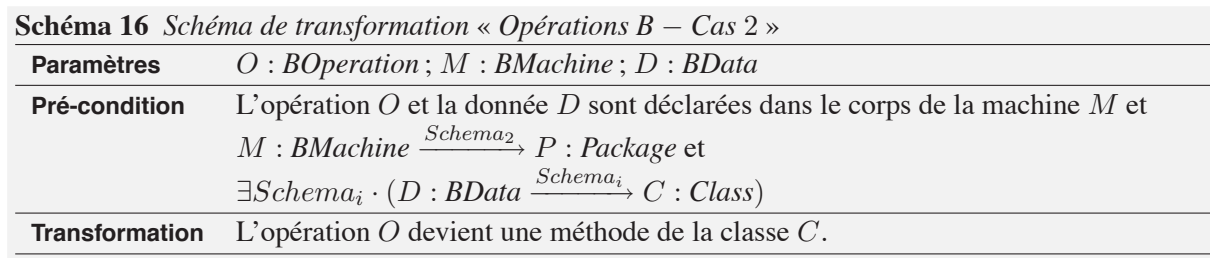 Schéma 16 Schéma de transformation « Opérations B − Cas 2 »
Paramètres O : BOperation ; M : BMachine ; D : BData
Pré-condition L'opération O et la donnée D sont déclarées dans le corps de la machine M et
M : BMachine —Schema₂→ P : Package et
∃Schemaᵢ · (D : BData —Schemaᵢ→ C : Class)
Transformation L'opération O devient une méthode de la classe C.